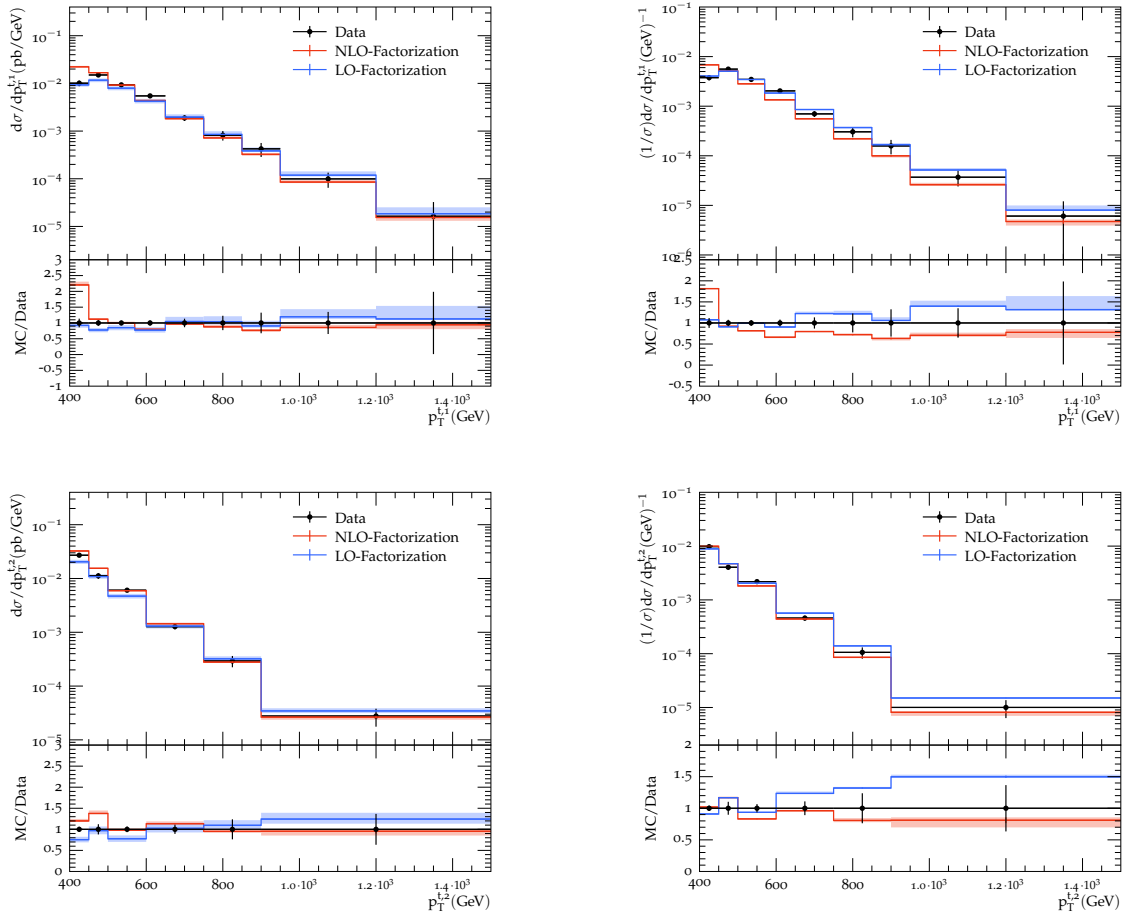 Data
NLO-Factorization
LO-Factorization
10⁻¹
10⁻²
10⁻³
10⁻⁴
10⁻⁵
dσ/dp_T^{t,1}(pb/GeV)
3
2.5
2
1.5
1
0.5
0
-0.5
-1
MC/Data
400 600 800 1.0·10³ 1.2·10³ 1.4·10³
p_T^{t,1}(GeV)
Data
NLO-Factorization
LO-Factorization
10⁻¹
10⁻²
10⁻³
10⁻⁴
10⁻⁵
10⁻⁶
(1/σ)dσ/dp_T^{t,1}(GeV)⁻¹
2.5
2
1.5
1
0.5
0
-0.5
MC/Data
400 600 800 1.0·10³ 1.2·10³ 1.4·10³
p_T^{t,1}(GeV)
Data
NLO-Factorization
LO-Factorization
10⁻¹
10⁻²
10⁻³
10⁻⁴
10⁻⁵
dσ/dp_T^{t,2}(pb/GeV)
3
2.5
2
1.5
1
0.5
0
MC/Data
400 600 800 1.0·10³ 1.2·10³ 1.4·10³
p_T^{t,2}(GeV)
Data
NLO-Factorization
LO-Factorization
10⁻¹
10⁻²
10⁻³
10⁻⁴
10⁻⁵
(1/σ)dσ/dp_T^{t,2}(GeV)⁻¹
2
1.5
1
0.5
0
MC/Data
400 600 800 1.0·10³ 1.2·10³ 1.4·10³
p_T^{t,2}(GeV)